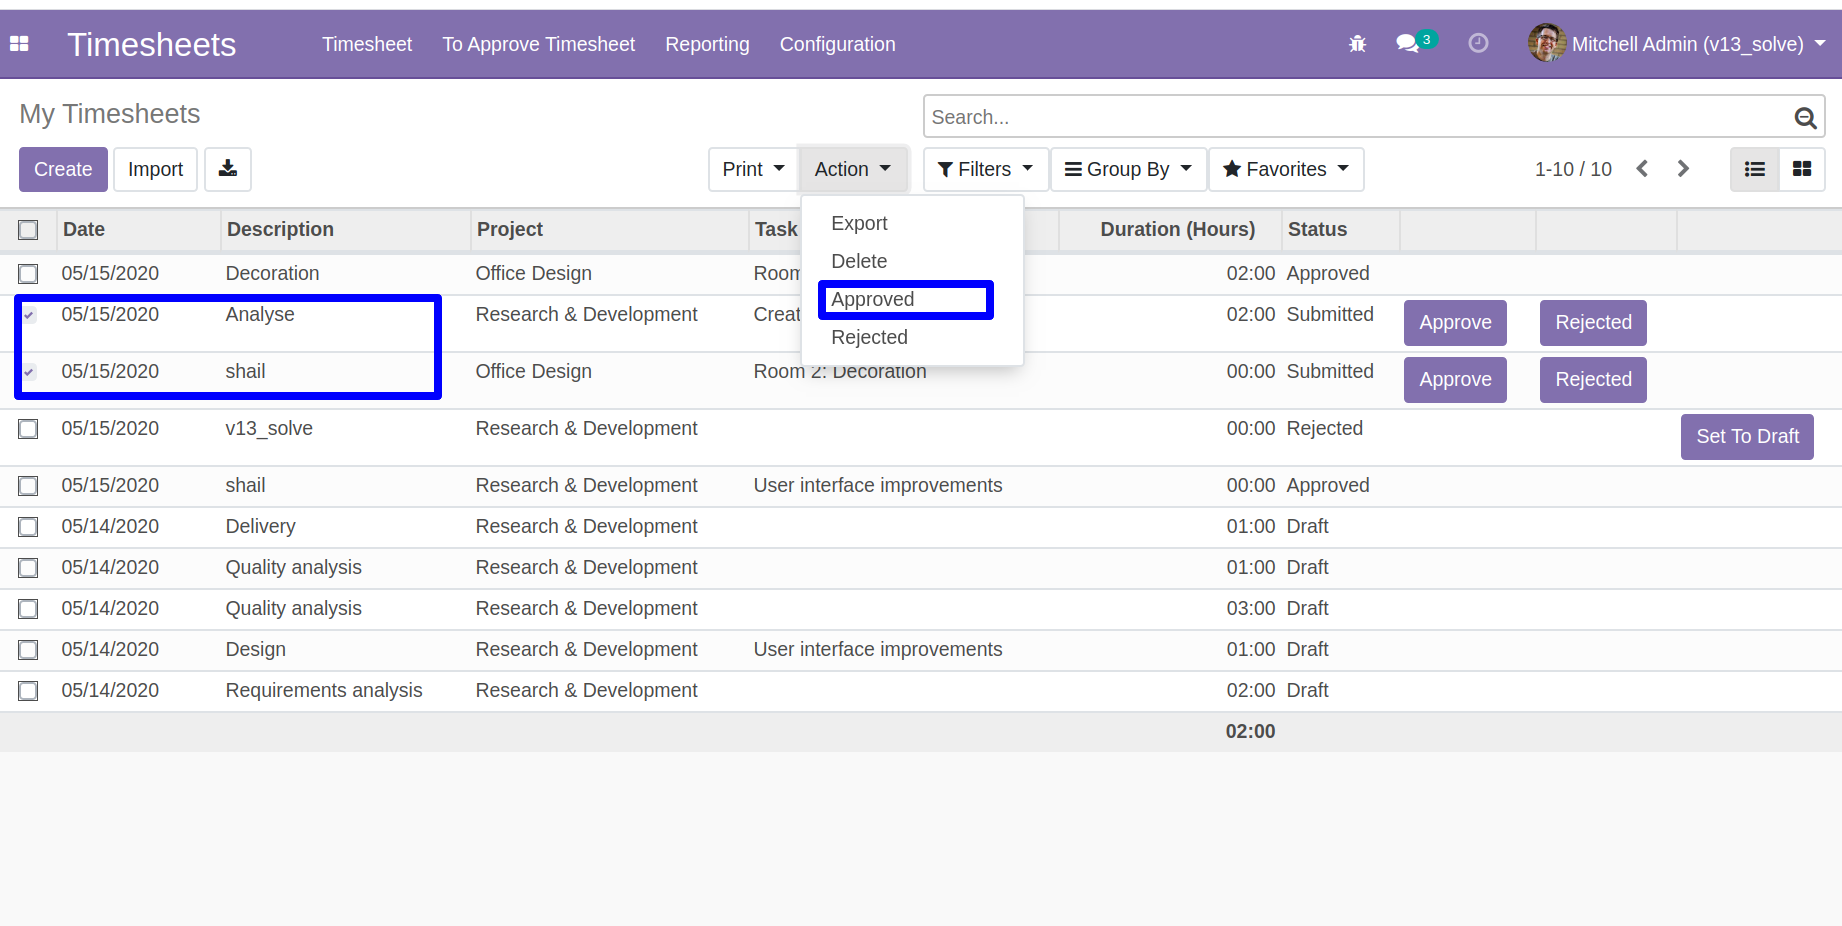 Timesheets Timesheet To Approve Timesheet Reporting Configuration 3 Mitchell Admin (v13_solve)
My Timesheets Search...
Create Import Print Action Filters Group By Favorites 1-10 / 10
Export
Delete
Approved
Rejected
Date Description Project Task Duration (Hours) Status
05/15/2020 Decoration Office Design Room 02:00 Approved
05/15/2020 Analyse Research & Development Creat 02:00 Submitted Approve Rejected
05/15/2020 shail Office Design Room 2: Decoration 00:00 Submitted Approve Rejected
05/15/2020 v13_solve Research & Development 00:00 Rejected Set To Draft
05/15/2020 shail Research & Development User interface improvements 00:00 Approved
05/14/2020 Delivery Research & Development 01:00 Draft
05/14/2020 Quality analysis Research & Development 01:00 Draft
05/14/2020 Quality analysis Research & Development 03:00 Draft
05/14/2020 Design Research & Development User interface improvements 01:00 Draft
05/14/2020 Requirements analysis Research & Development 02:00 Draft
02:00